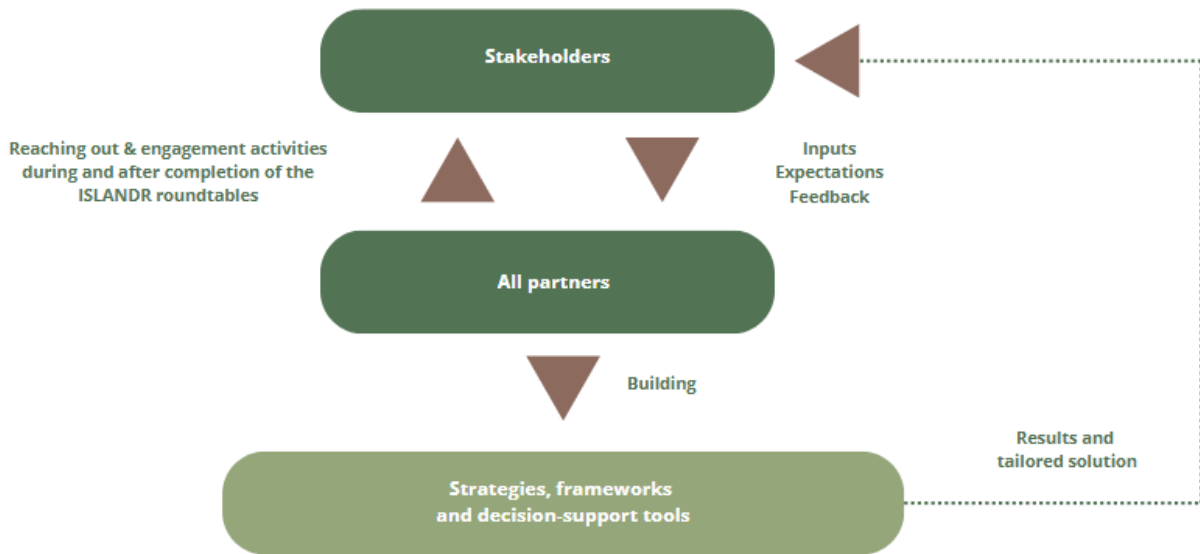 Stakeholders
Reaching out & engagement activities
during and after completion of the
ISLANDR roundtables
Inputs
Expectations
Feedback
All partners
Building
Results and
tailored solution
Strategies, frameworks
and decision-support tools